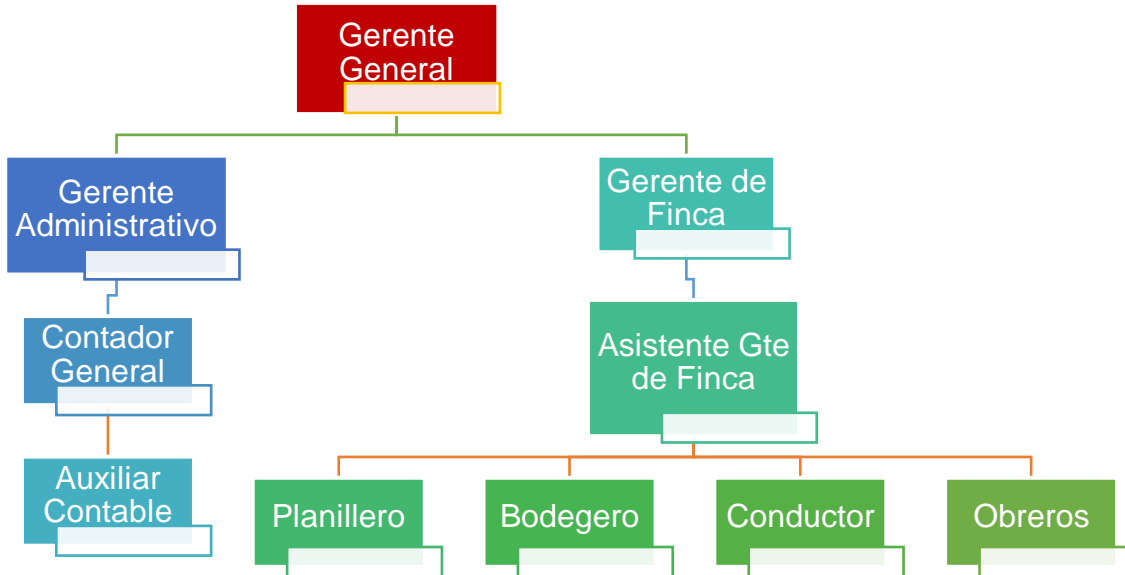 Gerente
General
Gerente
Administrativo
Gerente de
Finca
Contador
General
Asistente Gte
de Finca
Auxiliar
Contable
Planillero
Bodegero
Conductor
Obreros